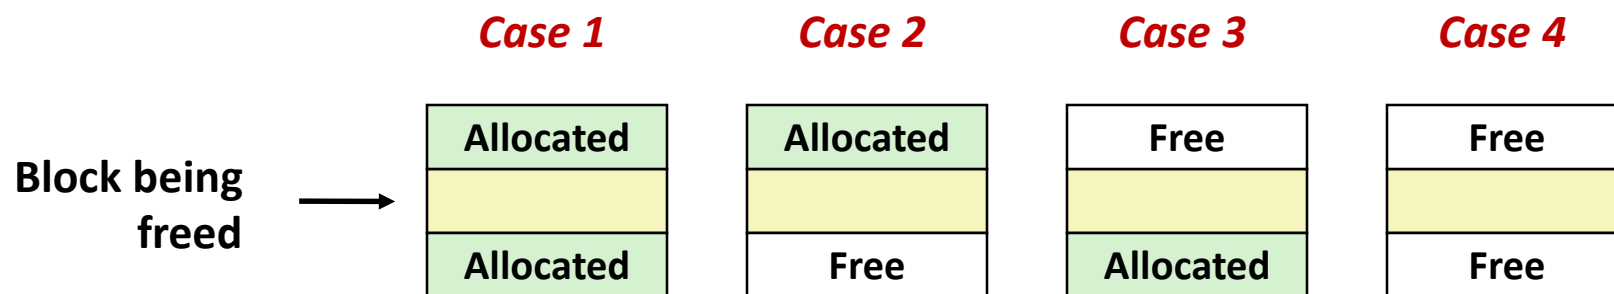 Case 1 Case 2 Case 3 Case 4
Allocated Allocated Free Free
Block being
freed
Allocated Free Allocated Free